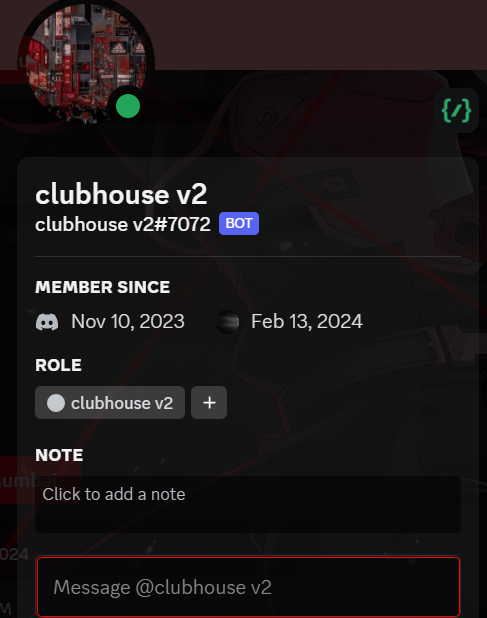 clubhouse v2
clubhouse v2#7072 BOT
MEMBER SINCE
Nov 10, 2023 Feb 13, 2024
ROLE
clubhouse v2 +
NOTE
Click to add a note
024
Message @clubhouse v2
M